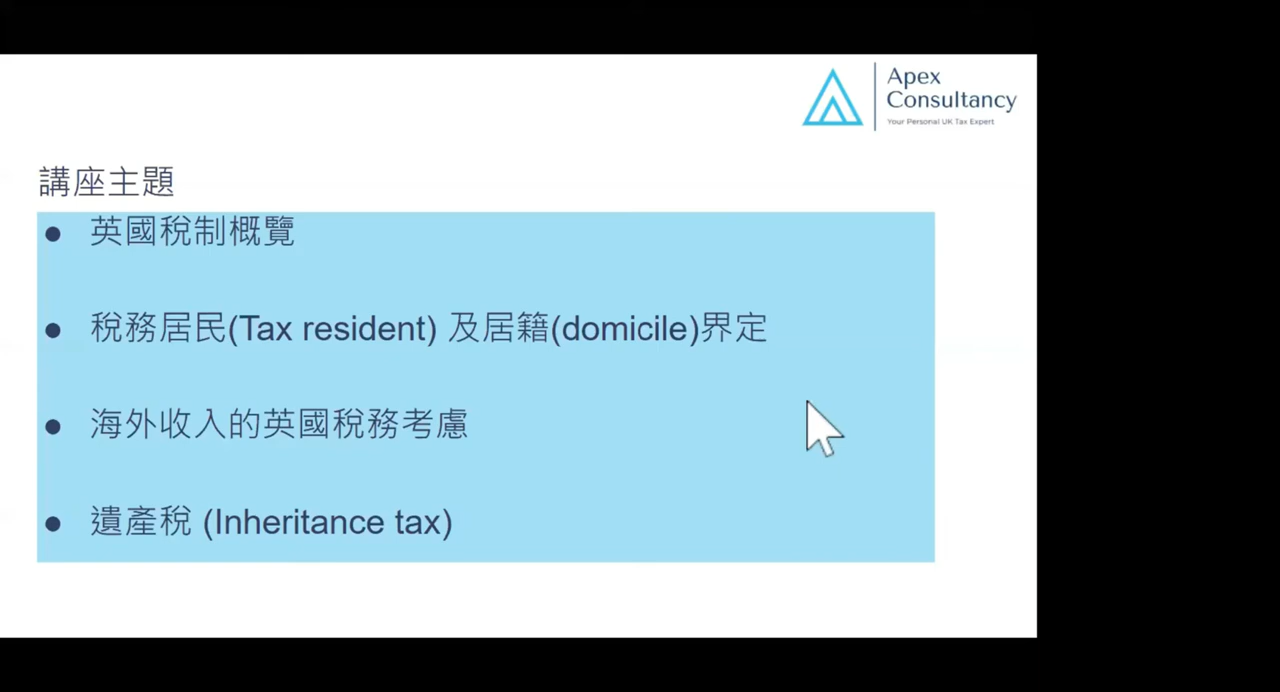 Apex
Consultancy
Your Personal UK Tax Expert
講座主題
● 英國稅制概覽
● 稅務居民(Tax resident) 及居籍(domicile)界定
● 海外收入的英國稅務考慮
● 遺產稅 (Inheritance tax)